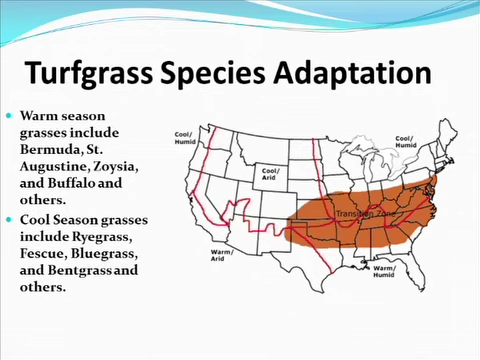 Turfgrass Species Adaptation
Warm season
grasses include
Bermuda, St.
Augustine, Zoysia,
and Buffalo and
others.
Cool Season grasses
include Ryegrass,
Fescue, Bluegrass,
and Bentgrass and
others.
Cool/
Humid
Cool/
Humid
Cool/
Arid
Transition Zone
Warm/
Arid
Warm/
Humid